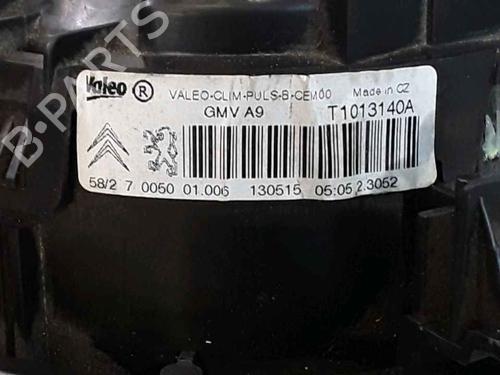 B-PARTS
Valeo ® VALEO-CLIM-PULS-B-CEM00 Made in CZ
GMV A9 T1013140A
58/2 7 0050 01.006 130515 05:05 2.3052